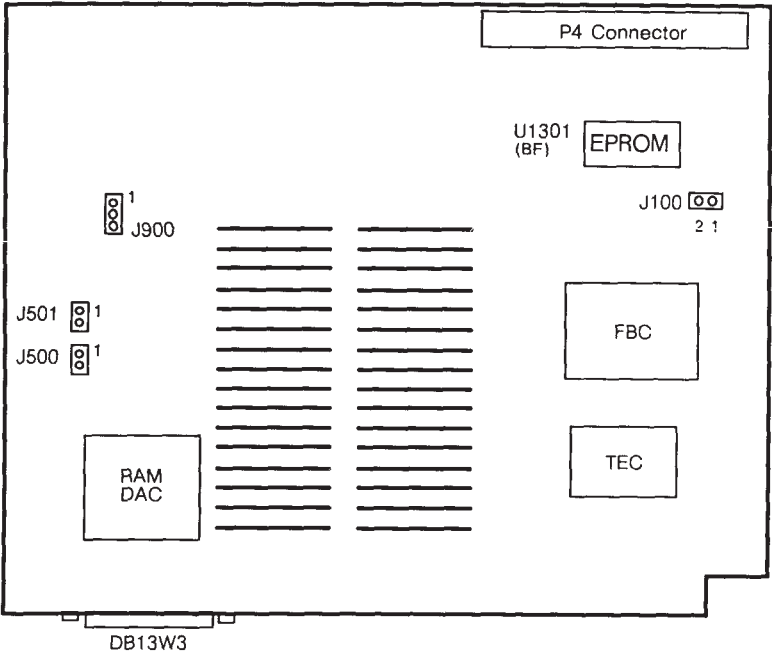 P4 Connector
U1301
(BF)
EPROM
1
J900
J100
2 1
J501
1
J500
1
FBC
RAM
DAC
TEC
DB13W3